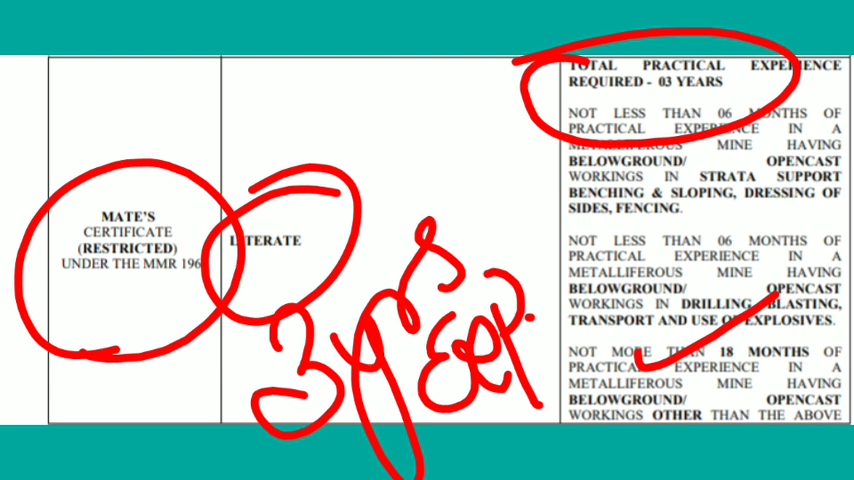 MATE'S
CERTIFICATE
(RESTRICTED)
UNDER THE MMR 196
LITERATE
TOTAL PRACTICAL EXPERIENCE
REQUIRED - 03 YEARS
NOT LESS THAN 06 MONTHS OF
PRACTICAL EXPERIENCE IN A
METALLIFEROUS MINE HAVING
BELOWGROUND/ OPENCAST
WORKINGS IN STRATA SUPPORT
BENCHING & SLOPING, DRESSING OF
SIDES, FENCING.
NOT LESS THAN 06 MONTHS OF
PRACTICAL EXPERIENCE IN A
METALLIFEROUS MINE HAVING
BELOWGROUND/ OPENCAST
WORKINGS IN DRILLING, BLASTING,
TRANSPORT AND USE OF EXPLOSIVES.
NOT MORE THAN 18 MONTHS OF
PRACTICAL EXPERIENCE IN A
METALLIFEROUS MINE HAVING
BELOWGROUND/ OPENCAST
WORKINGS OTHER THAN THE ABOVE
3 yrs
Exp.